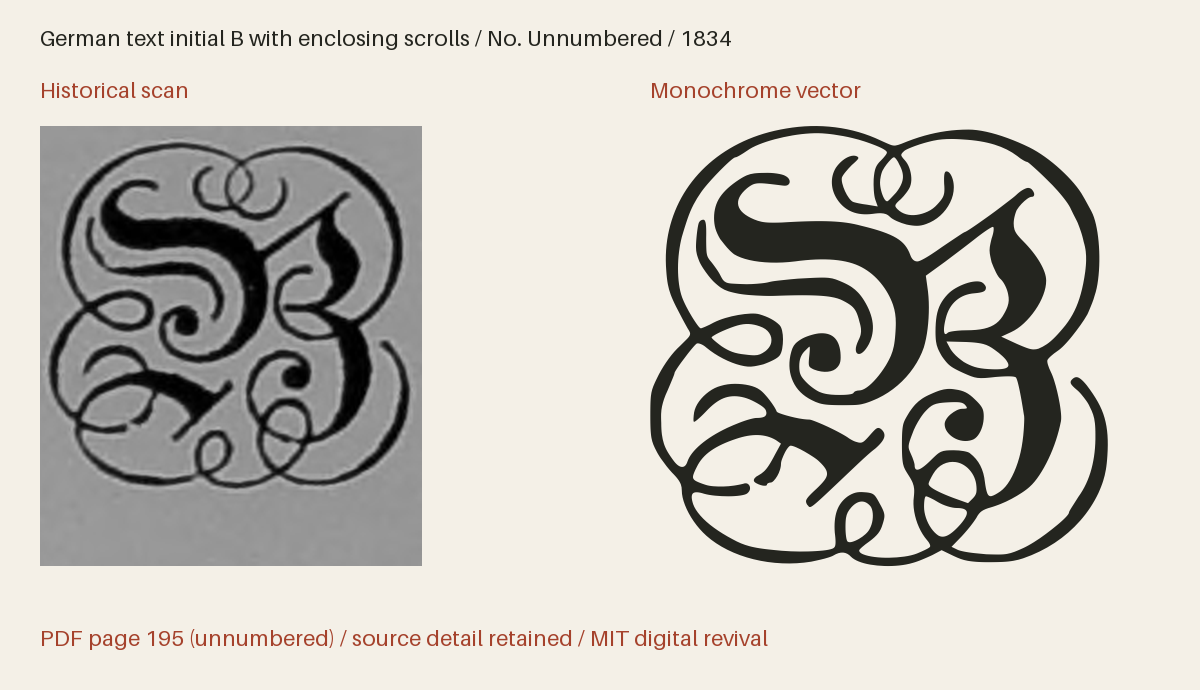 German text initial B with enclosing scrolls / No. Unnumbered / 1834
Historical scan
Monochrome vector
B
B
PDF page 195 (unnumbered) / source detail retained / MIT digital revival